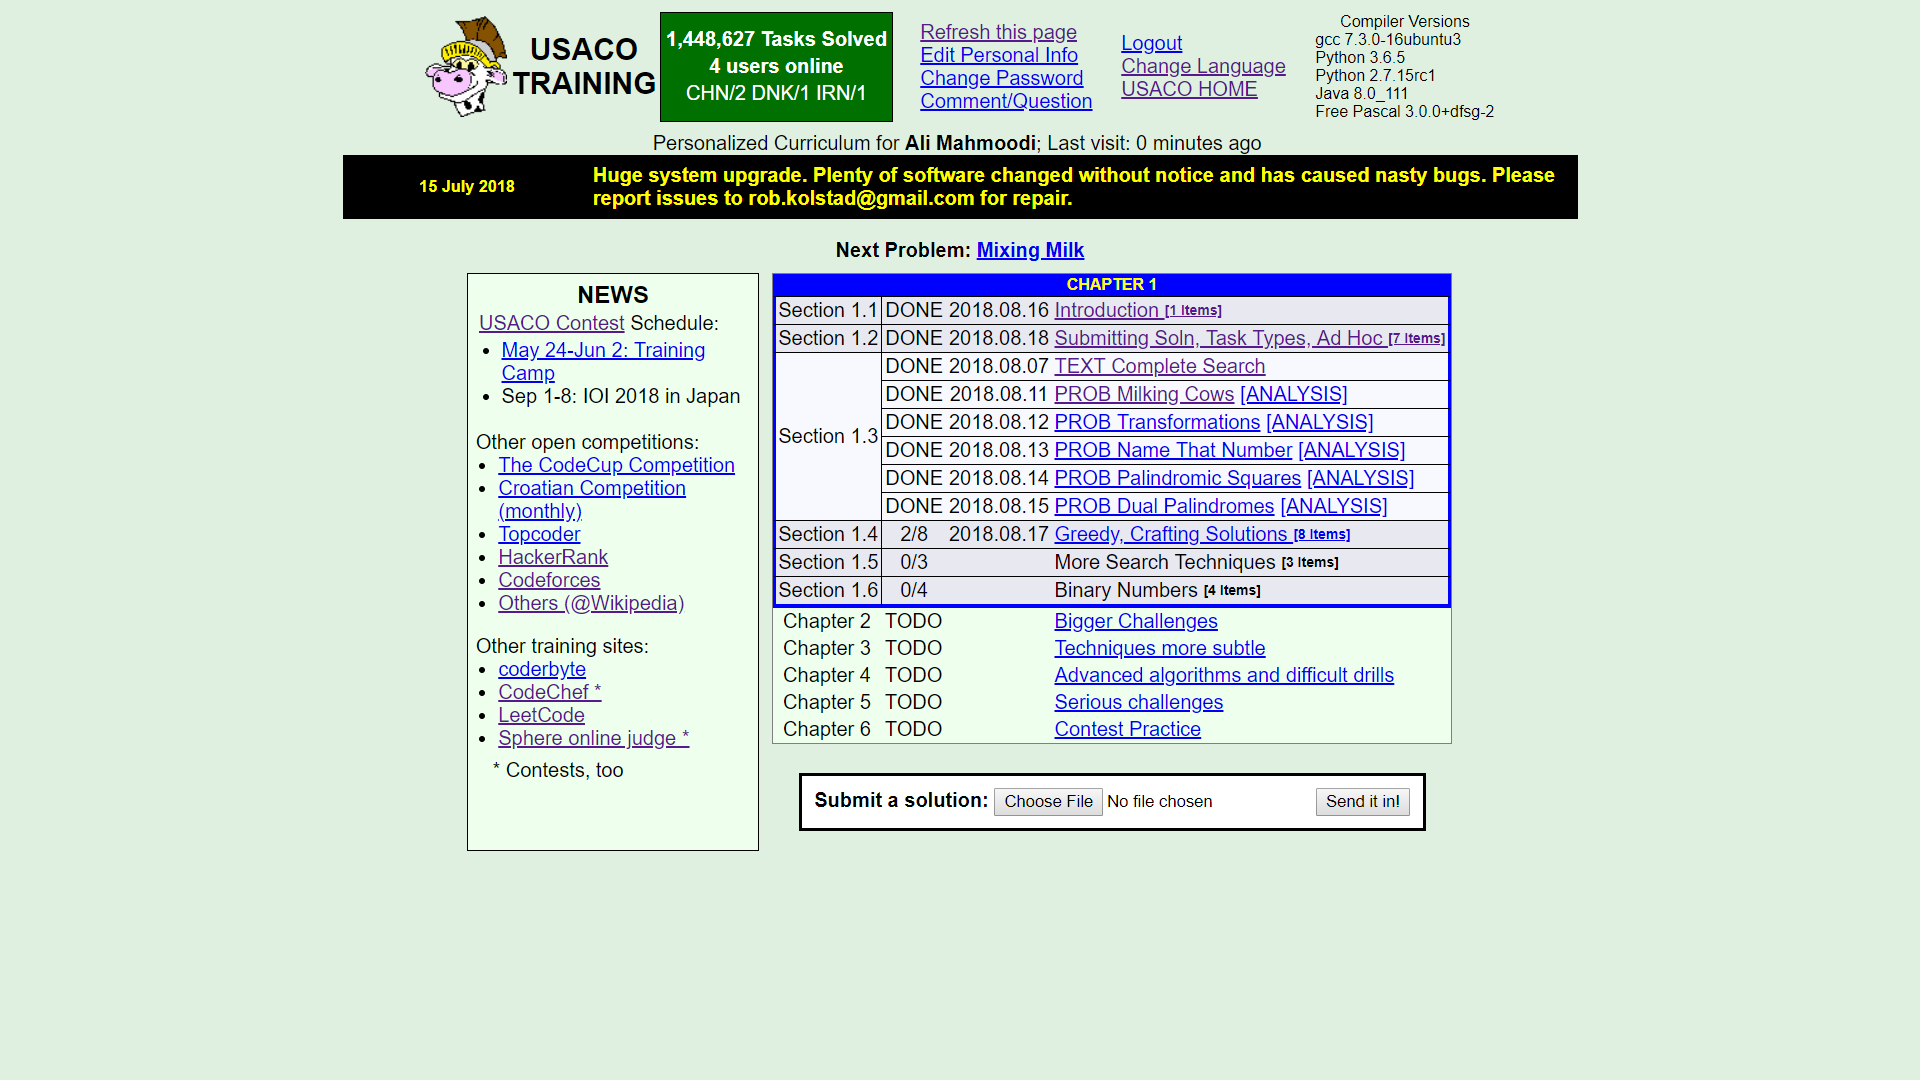 USACO
TRAINING
1,448,627 Tasks Solved
4 users online
CHN/2 DNK/1 IRN/1
Refresh this page
Edit Personal Info
Change Password
Comment/Question
Logout
Change Language
USACO HOME
Compiler Versions
gcc 7.3.0-16ubuntu3
Python 3.6.5
Python 2.7.15rc1
Java 8.0_111
Free Pascal 3.0.0+dfsg-2
Personalized Curriculum for Ali Mahmoodi; Last visit: 0 minutes ago
15 July 2018
Huge system upgrade. Plenty of software changed without notice and has caused nasty bugs. Please
report issues to rob.kolstad@gmail.com for repair.
Next Problem: Mixing Milk
NEWS
USACO Contest Schedule:
• May 24-Jun 2: Training
Camp
• Sep 1-8: IOI 2018 in Japan
Other open competitions:
• The CodeCup Competition
• Croatian Competition
(monthly)
• Topcoder
• HackerRank
• Codeforces
• Others (@Wikipedia)
Other training sites:
• coderbyte
• CodeChef *
• LeetCode
• Sphere online judge *
* Contests, too
CHAPTER 1
Section 1.1 DONE 2018.08.16 Introduction [1 Items]
Section 1.2 DONE 2018.08.18 Submitting Soln, Task Types, Ad Hoc [7 Items]
Section 1.3
DONE 2018.08.07 TEXT Complete Search
DONE 2018.08.11 PROB Milking Cows [ANALYSIS]
DONE 2018.08.12 PROB Transformations [ANALYSIS]
DONE 2018.08.13 PROB Name That Number [ANALYSIS]
DONE 2018.08.14 PROB Palindromic Squares [ANALYSIS]
DONE 2018.08.15 PROB Dual Palindromes [ANALYSIS]
Section 1.4 2/8 2018.08.17 Greedy, Crafting Solutions [8 Items]
Section 1.5 0/3 More Search Techniques [3 Items]
Section 1.6 0/4 Binary Numbers [4 Items]
Chapter 2 TODO Bigger Challenges
Chapter 3 TODO Techniques more subtle
Chapter 4 TODO Advanced algorithms and difficult drills
Chapter 5 TODO Serious challenges
Chapter 6 TODO Contest Practice
Submit a solution: Choose File No file chosen Send it in!